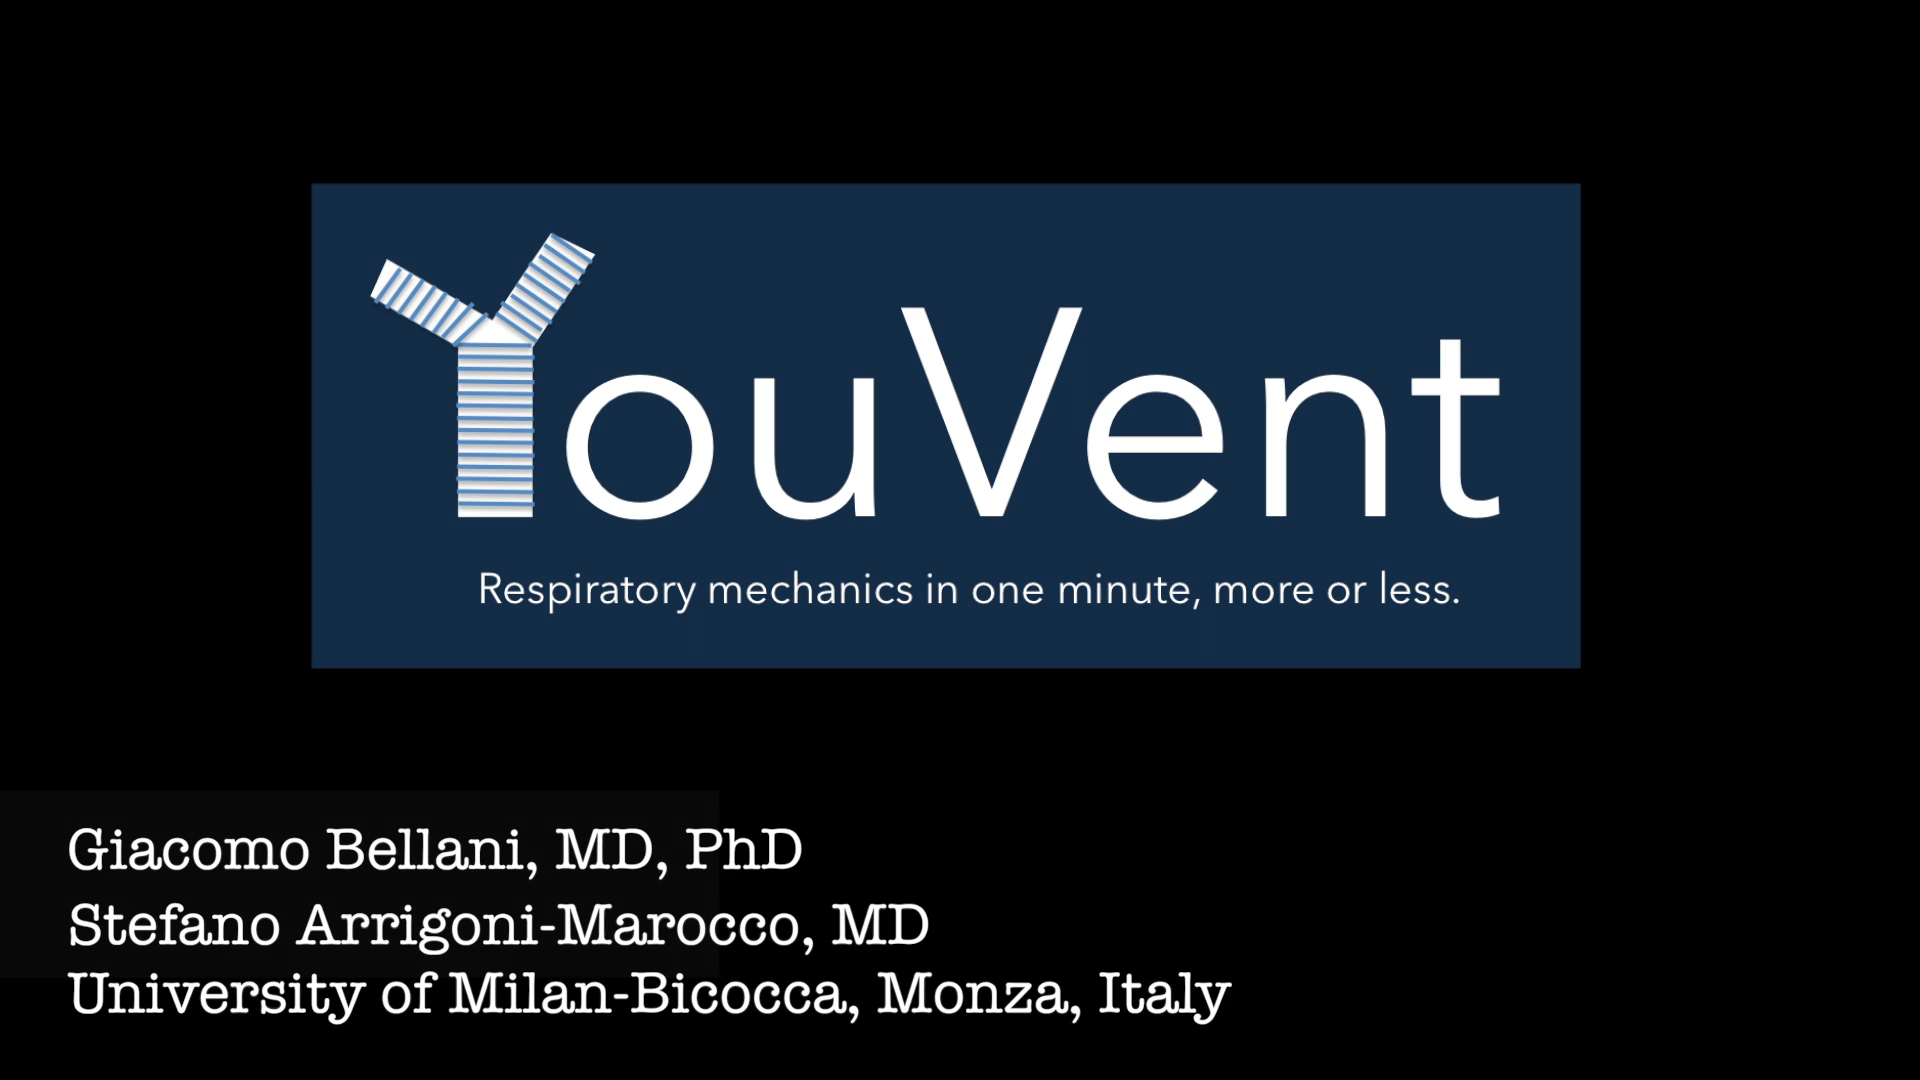 YouVent
Respiratory mechanics in one minute, more or less.
Giacomo Bellani, MD, PhD
Stefano Arrigoni-Marocco, MD
University of Milan-Bicocca, Monza, Italy